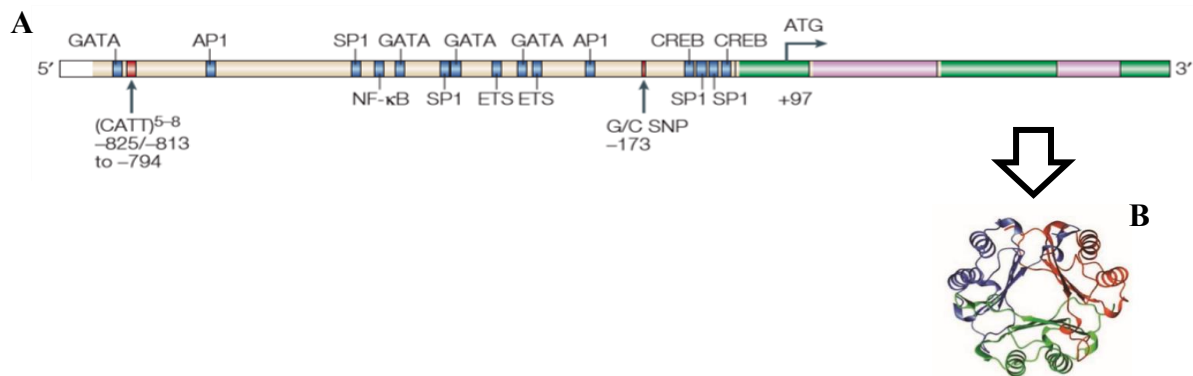 A
ATG
GATA AP1 SP1 GATA GATA GATA AP1 CREB CREB
5′ 3′
NF-κB SP1 ETS ETS SP1 SP1 +97
(CATT)5–8
–825/–813
to –794
G/C SNP
–173
B